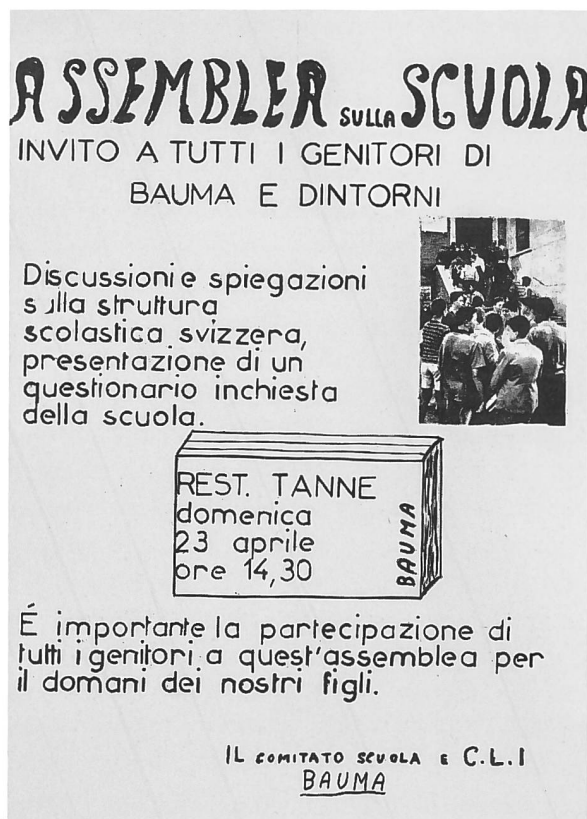 ASSEMBLEA SULLA SCUOLA
INVITO A TUTTI I GENITORI DI
BAUMA E DINTORNI
Discussioni e spiegazioni
sulla struttura
scolastica svizzera,
presentazione di un
questionario inchiesta
della scuola.
REST. TANNE
domenica
23 aprile
ore 14,30
BAUMA
É importante la partecipazione di
tutti i genitori a quest'assemblea per
il domani dei nostri figli.
IL COMITATO SCUOLA E C.L.I
BAUMA